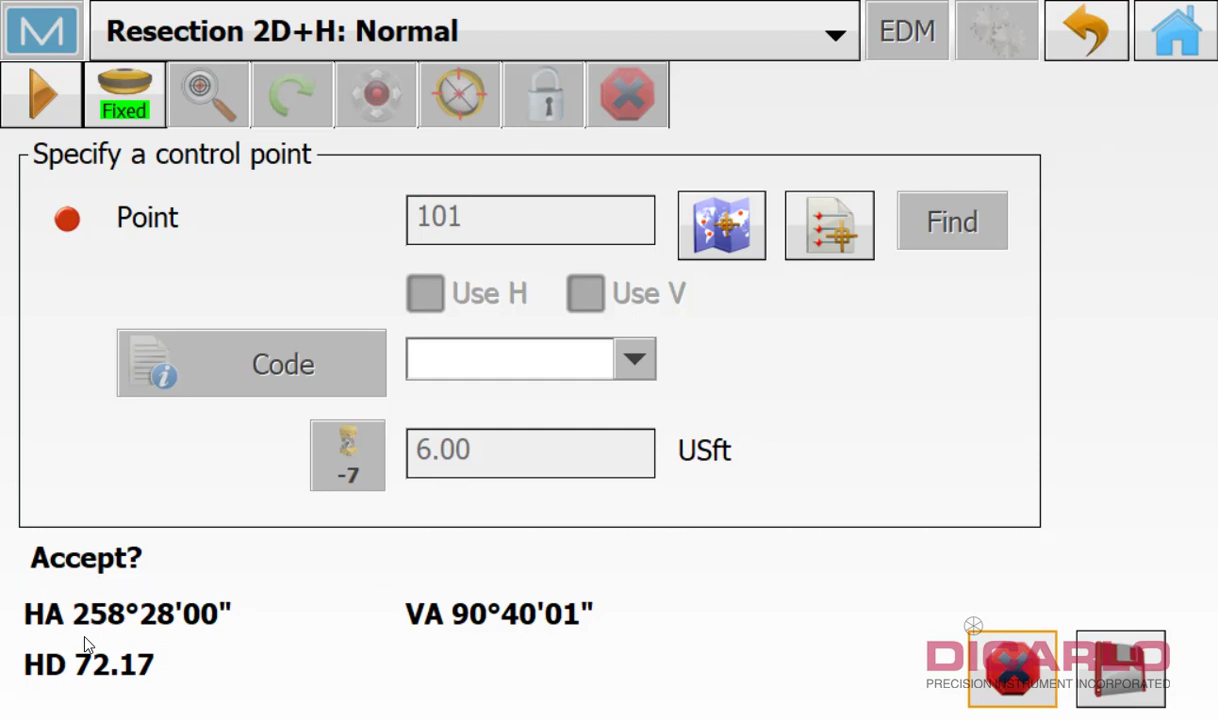 Resection 2D+H: Normal
EDM
Fixed
Specify a control point
Point
101
Find
Use H
Use V
Code
-7
6.00
USft
Accept?
HA 258°28'00"
VA 90°40'01"
HD 72.17
DICARLO
PRECISION INSTRUMENT INCORPORATED